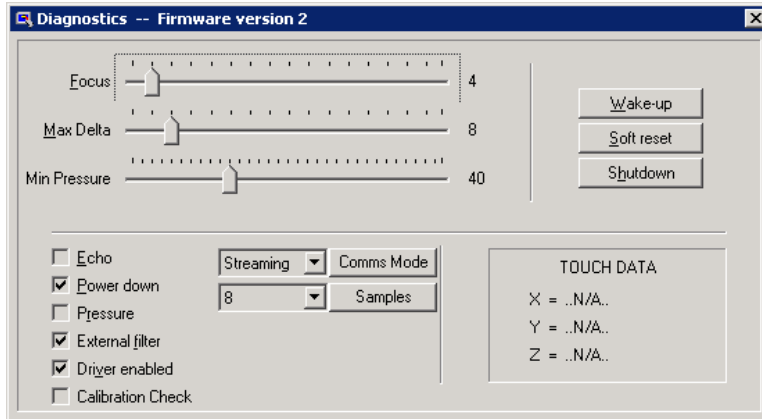 Diagnostics -- Firmware version 2
Focus 4
Max Delta 8
Min Pressure 40
Wake-up
Soft reset
Shutdown
Echo
Power down
Pressure
External filter
Driver enabled
Calibration Check
Streaming Comms Mode
8 Samples
TOUCH DATA
X = ..N/A..
Y = ..N/A..
Z = ..N/A..